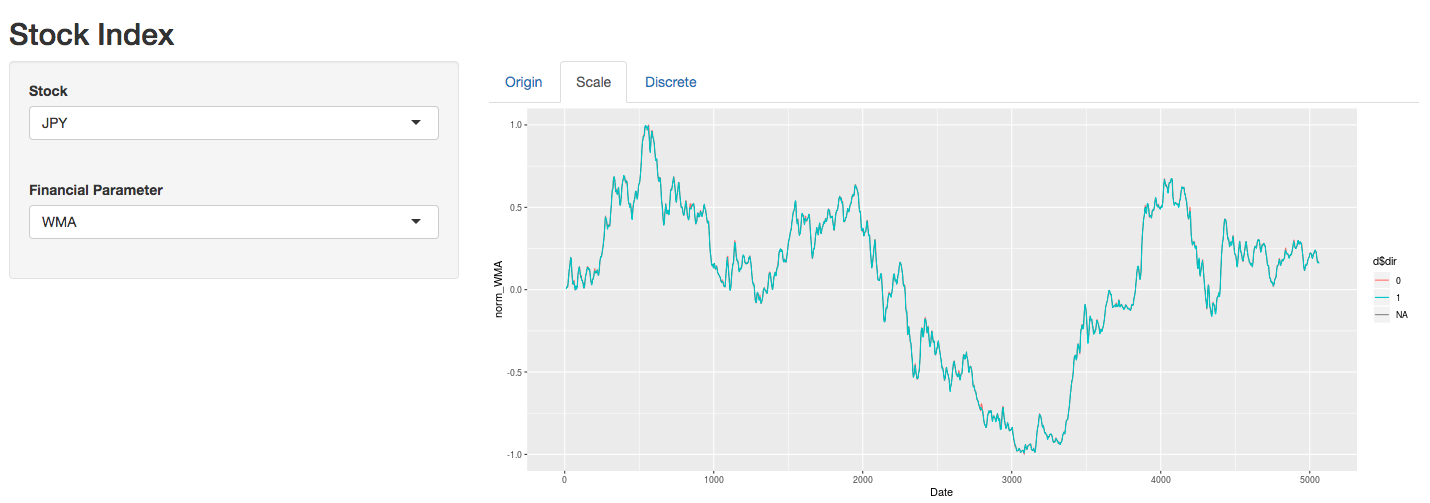 Stock Index
Stock
JPY
Financial Parameter
WMA
Origin Scale Discrete
1.0
0.5
0.0
-0.5
-1.0
norm_WMA
0 1000 2000 3000 4000 5000
Date
d$dir
0
1
NA